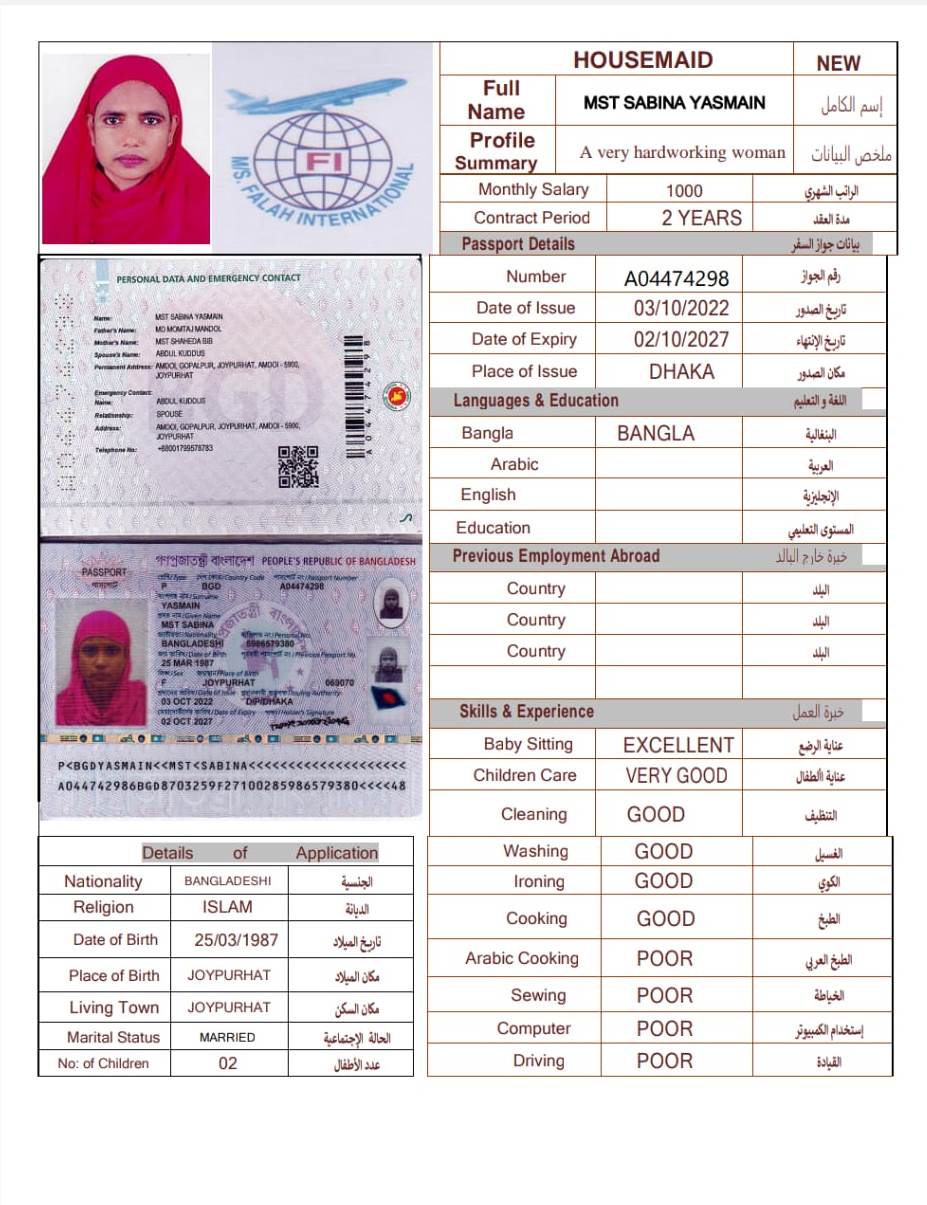 HOUSEMAID NEW
Full Name MST SABINA YASMAIN إسم الكامل
Profile Summary A very hardworking woman ملخص البيانات
Monthly Salary 1000 الراتب الشهري
Contract Period 2 YEARS مدة العقد
M/S. FALAH INTERNATIONAL
FI
Passport Details بيانات جواز السفر
Number A04474298 رقم الجواز
Date of Issue 03/10/2022 تاريخ الصدور
Date of Expiry 02/10/2027 تاريخ الإنتهاء
Place of Issue DHAKA مكان الصدور
Languages & Education اللغة و التعليم
Bangla BANGLA البنغالية
Arabic العربية
English الإنجليزية
Education المستوى التعليمي
Previous Employment Abroad خبرة خارج البالد
Country البلد
Country البلد
Country البلد
Skills & Experience خبرة العمل
Baby Sitting EXCELLENT عناية الرضع
Children Care VERY GOOD عناية األطفال
Cleaning GOOD التنظيف
Washing GOOD الغسيل
Ironing GOOD الكوي
Cooking GOOD الطبخ
Arabic Cooking POOR الطبخ العربي
Sewing POOR الخياطة
Computer POOR إستخدام الكمبيوتر
Driving POOR القيادة
PERSONAL DATA AND EMERGENCY CONTACT
Name: MST SABINA YASMAIN
Father's Name: MD MOMTAJ MANDOL
Mother's Name: MST SHAHEDA BIB
Spouse's Name: ABDUL KUDDUS
Permanent Address: AMDOI, GOPALPUR, JOYPURHAT, AMDOI - 5900,
JOYPURHAT
Emergency Contact:
Name: ABDUL KUDDUS
Relationship: SPOUSE
Address: AMDOI, GOPALPUR, JOYPURHAT, AMDOI - 5900,
JOYPURHAT
Telephone No: +8801799578783
A04474298
গণপ্রজাতন্ত্রী বাংলাদেশ PEOPLE'S REPUBLIC OF BANGLADESH
PASSPORT
পাসপোর্ট
Type Country Code Passport Number
P BGD A04474298
Surname
YASMAIN
Given Name
MST SABINA
Nationality Personal No.
BANGLADESHI 5986579380
Date of Birth Previous Passport No.
25 MAR 1987
Sex Place of Birth
F JOYPURHAT 069070
Date of Issue Issuing Authority
03 OCT 2022 DIP/DHAKA
Date of Expiry Holder's Signature
02 OCT 2027
P<BGDYASMAIN<<MST<SABINA<<<<<<<<<<<<<<<<<<<<
A044742986BGD8703259F27100285986579380<<<<48
Details of Application
Nationality BANGLADESHI الجنسية
Religion ISLAM الديانة
Date of Birth 25/03/1987 تاريخ الميلاد
Place of Birth JOYPURHAT مكان الميلاد
Living Town JOYPURHAT مكان السكن
Marital Status MARRIED الحالة الإجتماعية
No: of Children 02 عدد الأطفال